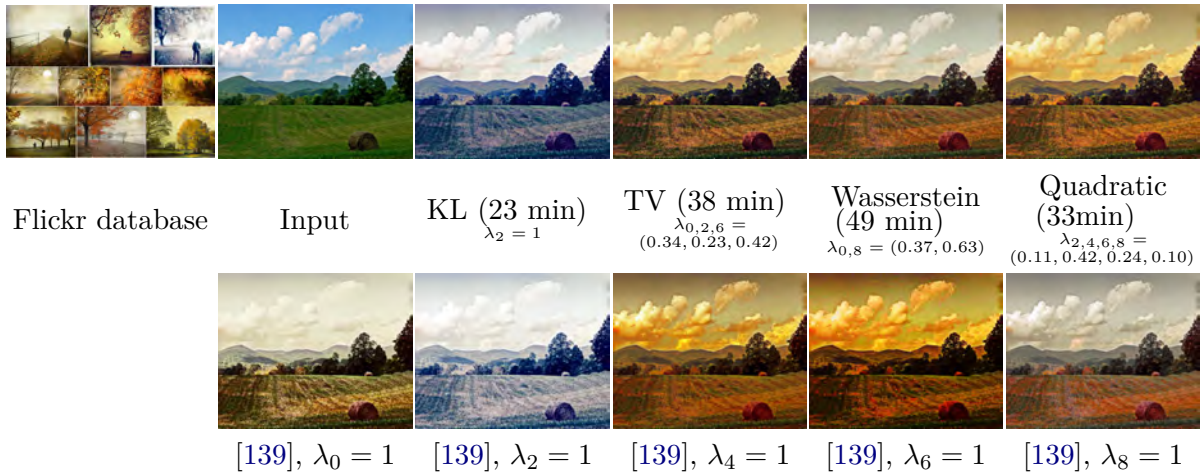 Flickr database
Input
KL (23 min)
λ₂ = 1
TV (38 min)
λ₀,₂,₆ =
(0.34, 0.23, 0.42)
Wasserstein
(49 min)
λ₀,₈ = (0.37, 0.63)
Quadratic
(33min)
λ₂,₄,₆,₈ =
(0.11, 0.42, 0.24, 0.10)
[139], λ₀ = 1
[139], λ₂ = 1
[139], λ₄ = 1
[139], λ₆ = 1
[139], λ₈ = 1